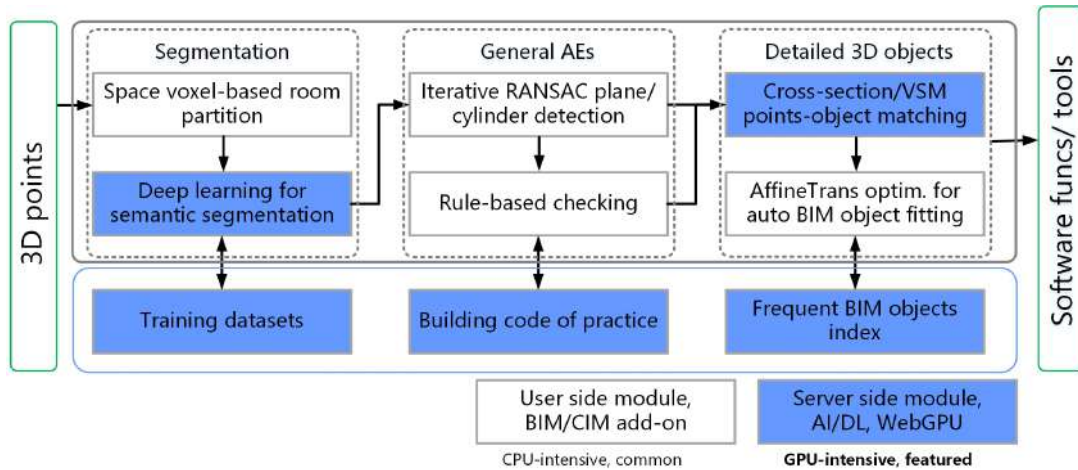 3D points
Segmentation
Space voxel-based room
partition
Deep learning for
semantic segmentation
General AEs
Iterative RANSAC plane/
cylinder detection
Rule-based checking
Detailed 3D objects
Cross-section/VSM
points-object matching
AffineTrans optim. for
auto BIM object fitting
Software funcs/ tools
Training datasets
Building code of practice
Frequent BIM objects
index
User side module,
BIM/CIM add-on
CPU-intensive, common
Server side module,
AI/DL, WebGPU
GPU-intensive, featured